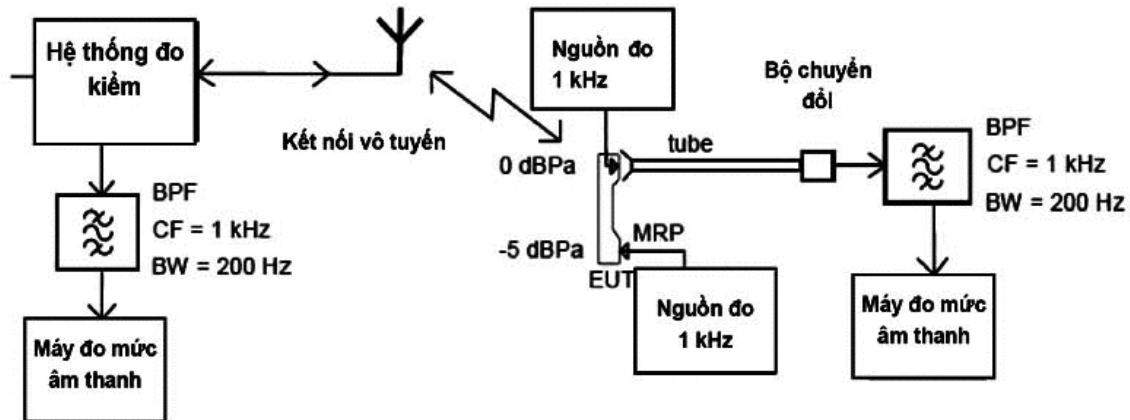 Hệ thống đo
kiểm
Kết nối vô tuyến
BPF
CF = 1 kHz
BW = 200 Hz
Máy đo mức
âm thanh
Nguồn đo
1 kHz
0 dBPa
tube
-5 dBPa
MRP
EUT
Nguồn đo
1 kHz
Bộ chuyển
đổi
BPF
CF = 1 kHz
BW = 200 Hz
Máy đo mức
âm thanh